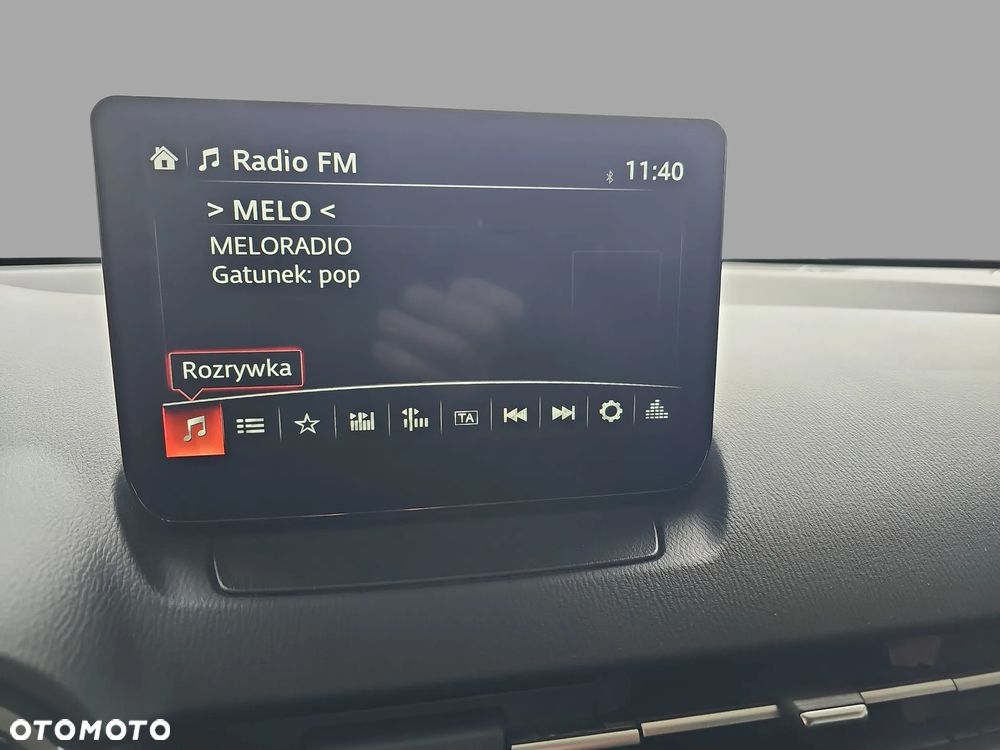 Radio FM
11:40
> MELO <
MELORADIO
Gatunek: pop
Rozrywka
TA
OTOMOTO